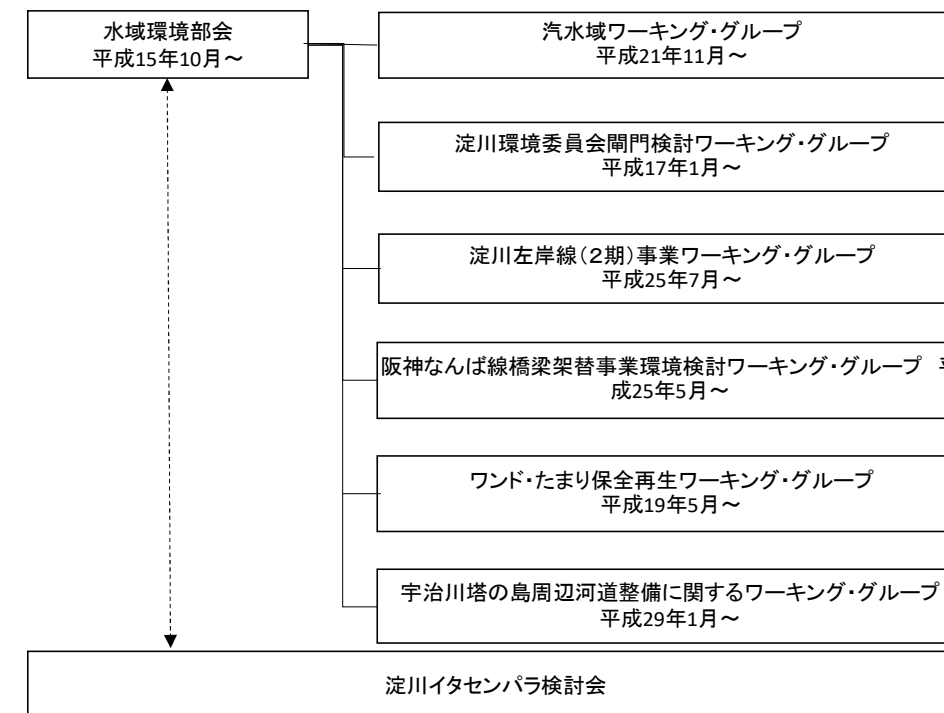 水域環境部会
平成15年10月～
汽水域ワーキング・グループ
平成21年11月～
淀川環境委員会閘門検討ワーキング・グループ
平成17年1月～
淀川左岸線（２期）事業ワーキング・グループ
平成25年7月～
阪神なんば線橋梁架替事業環境検討ワーキング・グループ　平
成25年5月～
ワンド・たまり保全再生ワーキング・グループ
平成19年5月～
宇治川塔の島周辺河道整備に関するワーキング・グループ
平成29年1月～
淀川イタセンパラ検討会